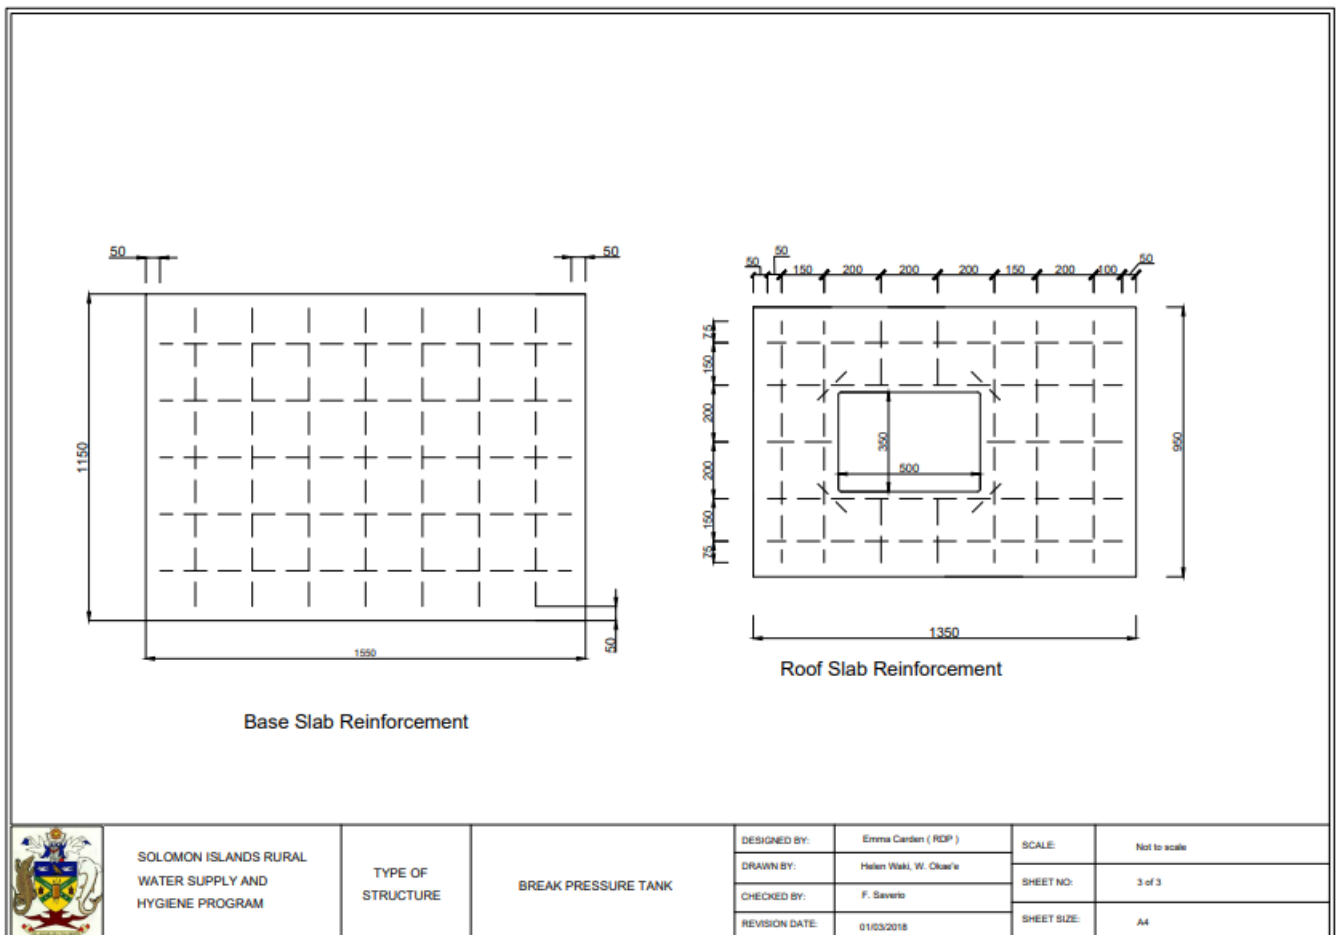 50
50
1150
1550
50
Base Slab Reinforcement
50
50
150
200
200
200
150
200
100
50
75
150
200
200
150
75
350
500
950
1350
Roof Slab Reinforcement
SOLOMON ISLANDS RURAL
WATER SUPPLY AND
HYGIENE PROGRAM
TYPE OF
STRUCTURE
BREAK PRESSURE TANK
DESIGNED BY:
Emma Carden ( RDP )
DRAWN BY:
Helen Waki, W. Okae'e
CHECKED BY:
F. Saverio
REVISION DATE:
01/03/2018
SCALE:
Not to scale
SHEET NO:
3 of 3
SHEET SIZE:
A4